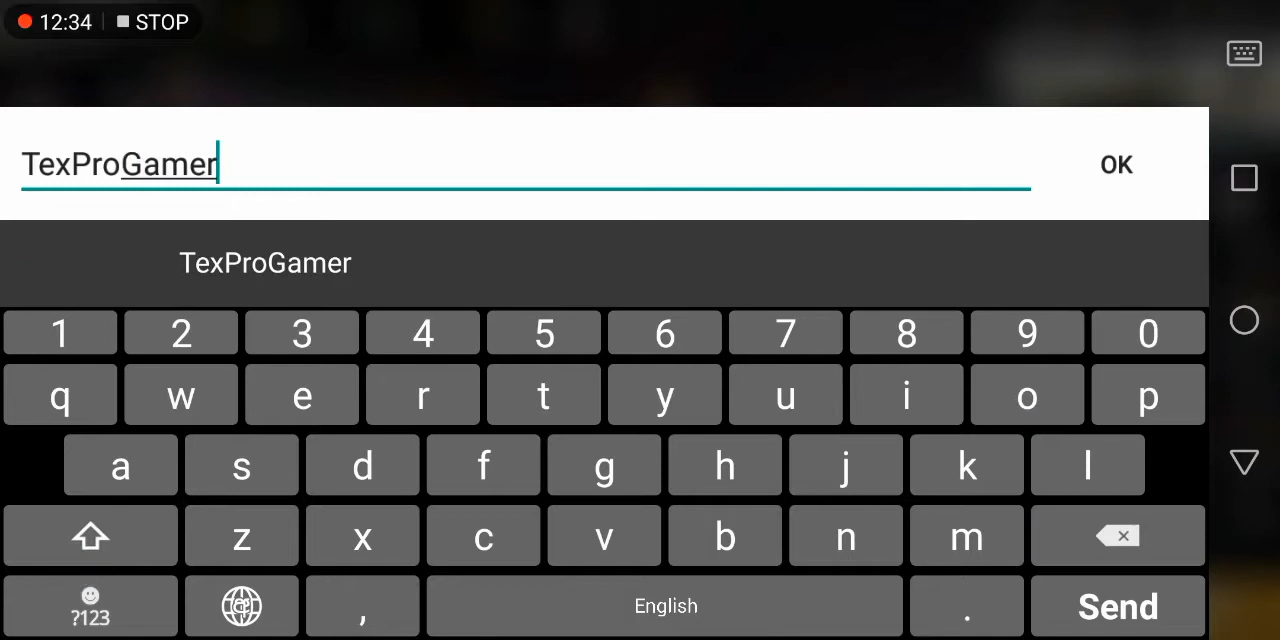 12:34 STOP
TexProGamer OK
TexProGamer
1 2 3 4 5 6 7 8 9 0
q w e r t y u i o p
a s d f g h j k l
z x c v b n m
?123 , English . Send